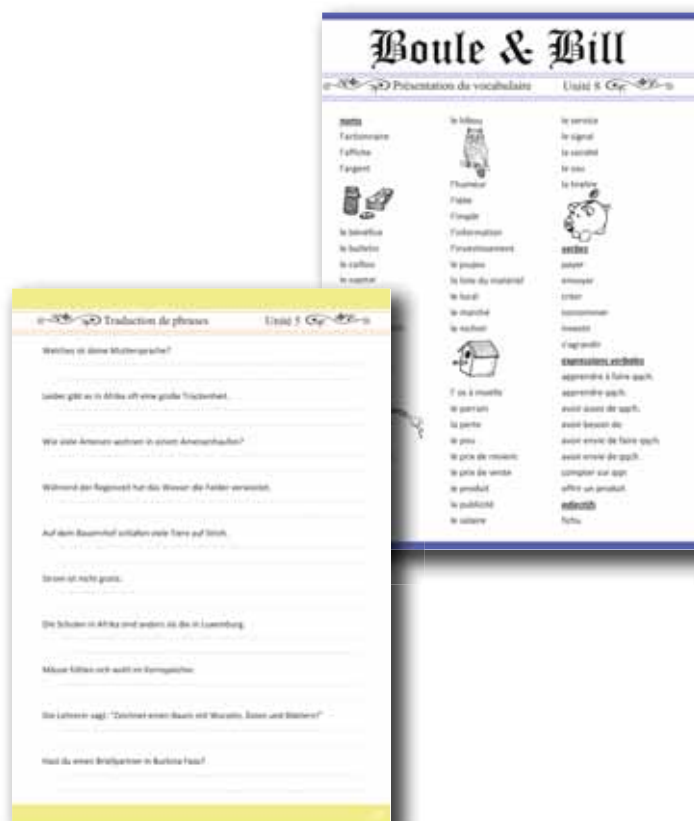 Boule & Bill
Présentation du vocabulaire Unité 8
noms
l'actionnaire
l'affiche
l'argent
le bénéfice
le bulletin
le caillou
le capital
le hibou
l'humeur
l'idée
l'impôt
l'information
l'investissement
le joujou
la liste du matériel
le local
le marché
le nichoir
l'os à moelle
le parrain
la perte
le pou
le prix de revient
le prix de vente
le produit
la publicité
le salaire
le service
le signal
la société
le sou
la tirelire
verbes
payer
envoyer
créer
consommer
investir
s'agrandir
expressions verbales
apprendre à faire qqch.
apprendre qqch.
avoir assez de qqch.
avoir besoin de
avoir envie de faire qqch.
avoir envie de qqch.
compter sur qqn
offrir un produit
adjectifs
fichu
Traduction de phrases Unité 5
Welches ist deine Muttersprache?
Leider gibt es in Afrika oft eine große Trockenheit.
Wie viele Ameisen wohnen in einem Ameisenhaufen?
Während der Regenzeit hat das Wasser die Felder verwüstet.
Auf dem Bauernhof schlafen viele Tiere auf Stroh.
Strom ist nicht gratis.
Die Schulen in Afrika sind anders als die in Luxemburg.
Mäuse fühlen sich wohl im Kornspeicher.
Die Lehrerin sagt: "Zeichnet einen Baum mit Wurzeln, Ästen und Blättern!"
Hast du einen Briefpartner in Burkina Faso?